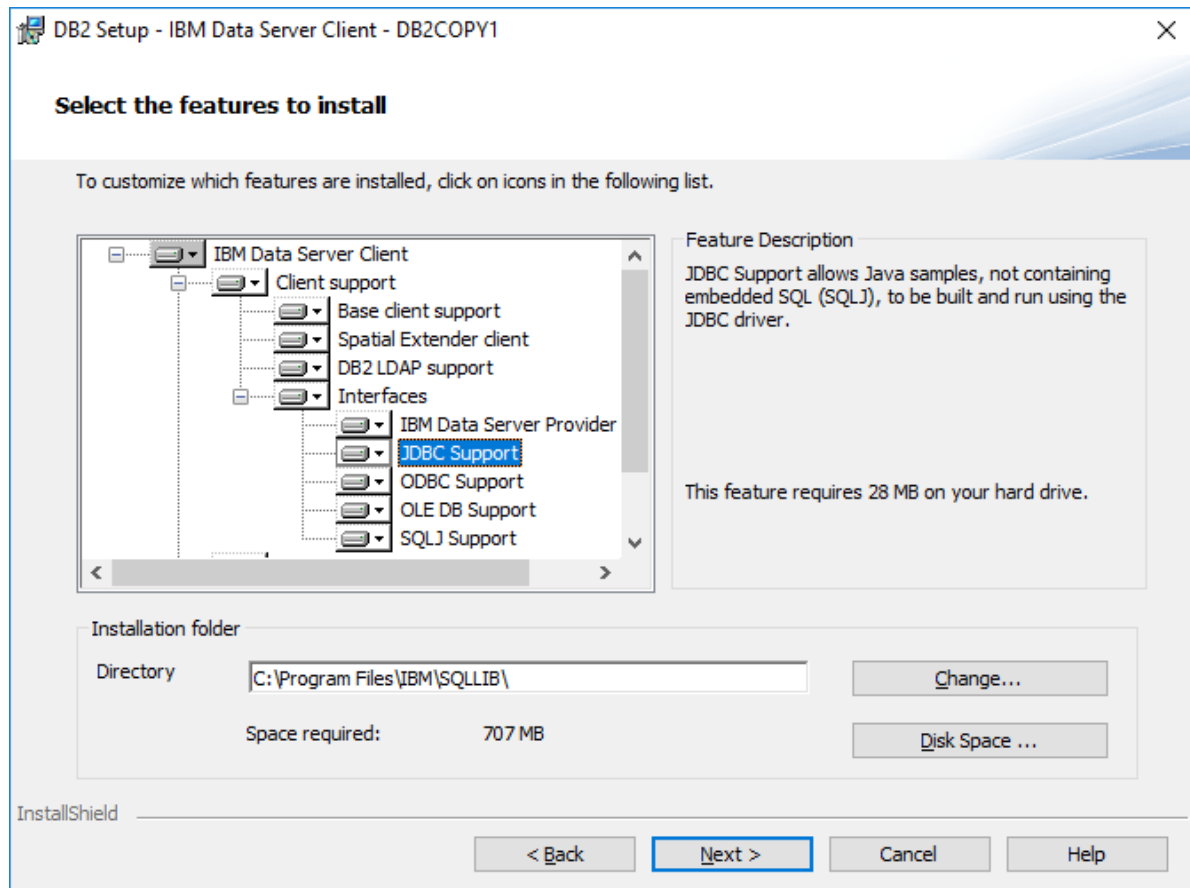 DB2 Setup - IBM Data Server Client - DB2COPY1
Select the features to install
To customize which features are installed, click on icons in the following list.
IBM Data Server Client
Client support
Base client support
Spatial Extender client
DB2 LDAP support
Interfaces
IBM Data Server Provider
JDBC Support
ODBC Support
OLE DB Support
SQLJ Support
Feature Description
JDBC Support allows Java samples, not containing
embedded SQL (SQLJ), to be built and run using the
JDBC driver.
This feature requires 28 MB on your hard drive.
Installation folder
Directory
C:\Program Files\IBM\SQLLIB\
Change...
Space required: 707 MB
Disk Space ...
InstallShield
< Back
Next >
Cancel
Help